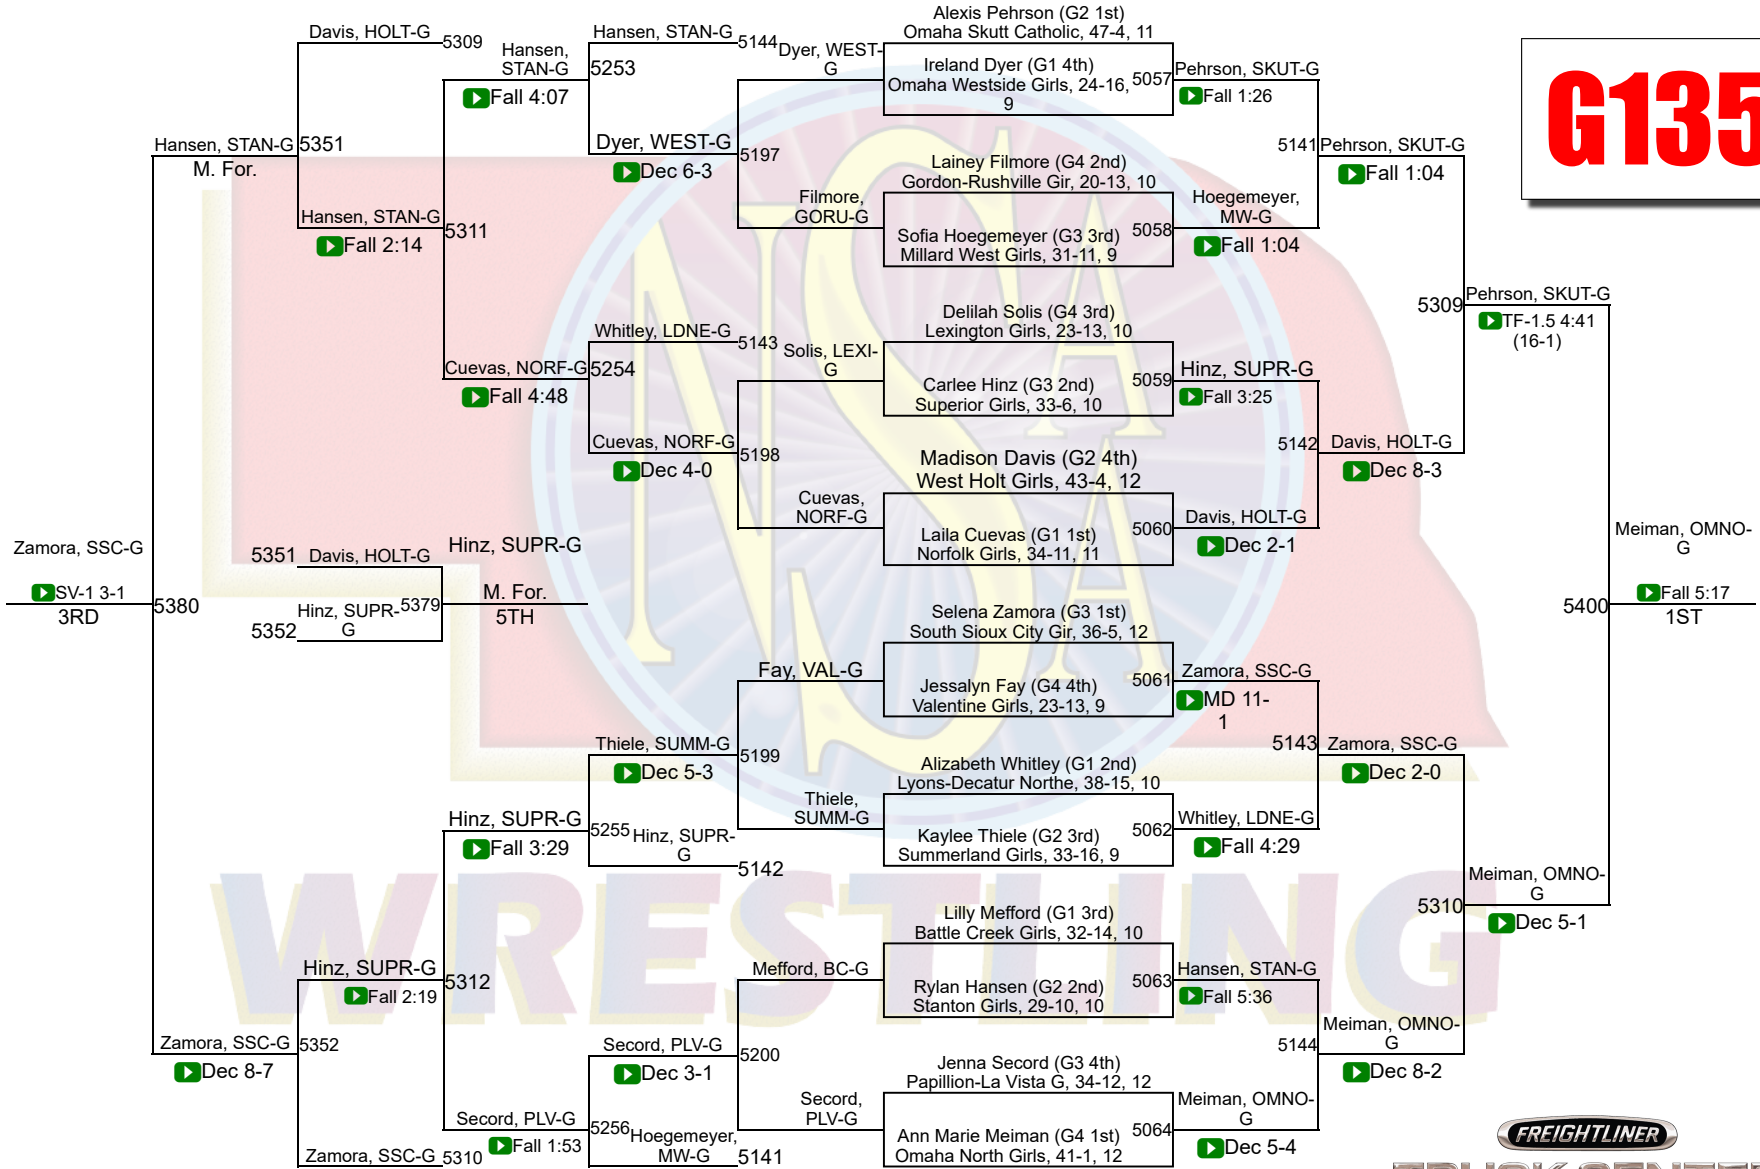 G135
Alexis Pehrson (G2 1st)
Omaha Skutt Catholic, 47-4, 11
Ireland Dyer (G1 4th)
Omaha Westside Girls, 24-16,
9
5057
Lainey Filmore (G4 2nd)
Gordon-Rushville Gir, 20-13, 10
Sofia Hoegemeyer (G3 3rd)
Millard West Girls, 31-11, 9
5058
Delilah Solis (G4 3rd)
Lexington Girls, 23-13, 10
Carlee Hinz (G3 2nd)
Superior Girls, 33-6, 10
5059
Madison Davis (G2 4th)
West Holt Girls, 43-4, 12
Laila Cuevas (G1 1st)
Norfolk Girls, 34-11, 11
5060
Selena Zamora (G3 1st)
South Sioux City Gir, 36-5, 12
Jessalyn Fay (G4 4th)
Valentine Girls, 23-13, 9
5061
Alizabeth Whitley (G1 2nd)
Lyons-Decatur Northe, 38-15, 10
Kaylee Thiele (G2 3rd)
Summerland Girls, 33-16, 9
5062
Lilly Mefford (G1 3rd)
Battle Creek Girls, 32-14, 10
Rylan Hansen (G2 2nd)
Stanton Girls, 29-10, 10
5063
Jenna Secord (G3 4th)
Papillion-La Vista G, 34-12, 12
Ann Marie Meiman (G4 1st)
Omaha North Girls, 41-1, 12
5064
Pehrson, SKUT-G
Fall 1:26
5141
Hoegemeyer,
MW-G
Fall 1:04
Hinz, SUPR-G
Fall 3:25
5142
Davis, HOLT-G
Dec 2-1
Zamora, SSC-G
MD 11-
1
5143
Whitley, LDNE-G
Fall 4:29
Hansen, STAN-G
Fall 5:36
5144
Meiman, OMNO-
G
Dec 5-4
Pehrson, SKUT-G
Fall 1:04
5309
Davis, HOLT-G
Dec 8-3
Zamora, SSC-G
Dec 2-0
5310
Meiman, OMNO-
G
Dec 8-2
Pehrson, SKUT-G
TF-1.5 4:41
(16-1)
5400
Meiman, OMNO-
G
Dec 5-1
Meiman, OMNO-
G
Fall 5:17
1ST
Dyer, WEST-
G
5197
Filmore,
GORU-G
Solis, LEXI-
G
5198
Cuevas,
NORF-G
Fay, VAL-G
5199
Thiele,
SUMM-G
Mefford, BC-G
5200
Secord,
PLV-G
Hansen, STAN-G
5144
5253
Dyer, WEST-G
Dec 6-3
Whitley, LDNE-G
5143
5254
Cuevas, NORF-G
Dec 4-0
Thiele, SUMM-G
Dec 5-3
5255
Hinz, SUPR-
G
5142
Secord, PLV-G
Dec 3-1
5256
Hoegemeyer,
MW-G
5141
Hansen,
STAN-G
Fall 4:07
5311
Cuevas, NORF-G
Fall 4:48
Hinz, SUPR-G
Fall 3:29
5312
Secord, PLV-G
Fall 1:53
Davis, HOLT-G
5309
5351
Hansen, STAN-G
Fall 2:14
Hinz, SUPR-G
Fall 2:19
5352
Zamora, SSC-G
5310
Hansen, STAN-G
M. For.
5380
Zamora, SSC-G
Dec 8-7
Zamora, SSC-G
SV-1 3-1
3RD
5351
Davis, HOLT-G
5379
5352
Hinz, SUPR-
G
Hinz, SUPR-G
M. For.
5TH
NSAA
WRESTLING
FREIGHTLINER